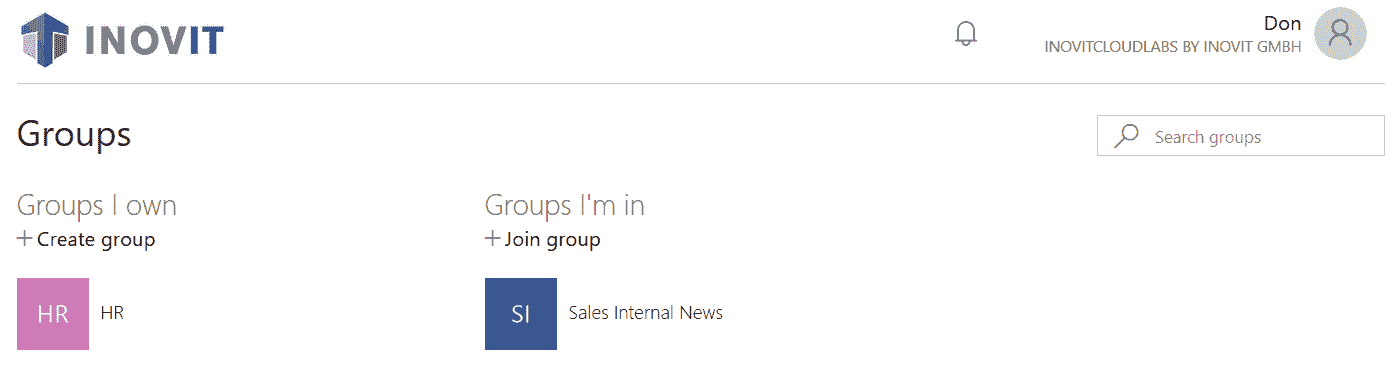 INOVIT
Don
INOVITCLOUDLABS BY INOVIT GMBH
Groups
Search groups
Groups I own
+ Create group
HR HR
Groups I'm in
+ Join group
SI Sales Internal News